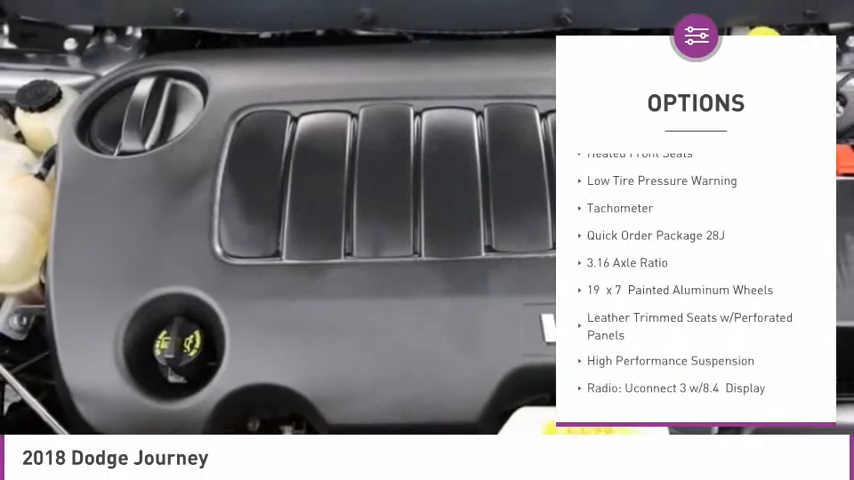 OPTIONS
Heated Front Seats
Low Tire Pressure Warning
Tachometer
Quick Order Package 28J
3.16 Axle Ratio
19 x 7 Painted Aluminum Wheels
Leather Trimmed Seats w/Perforated
Panels
High Performance Suspension
Radio: Uconnect 3 w/8.4 Display
2018 Dodge Journey